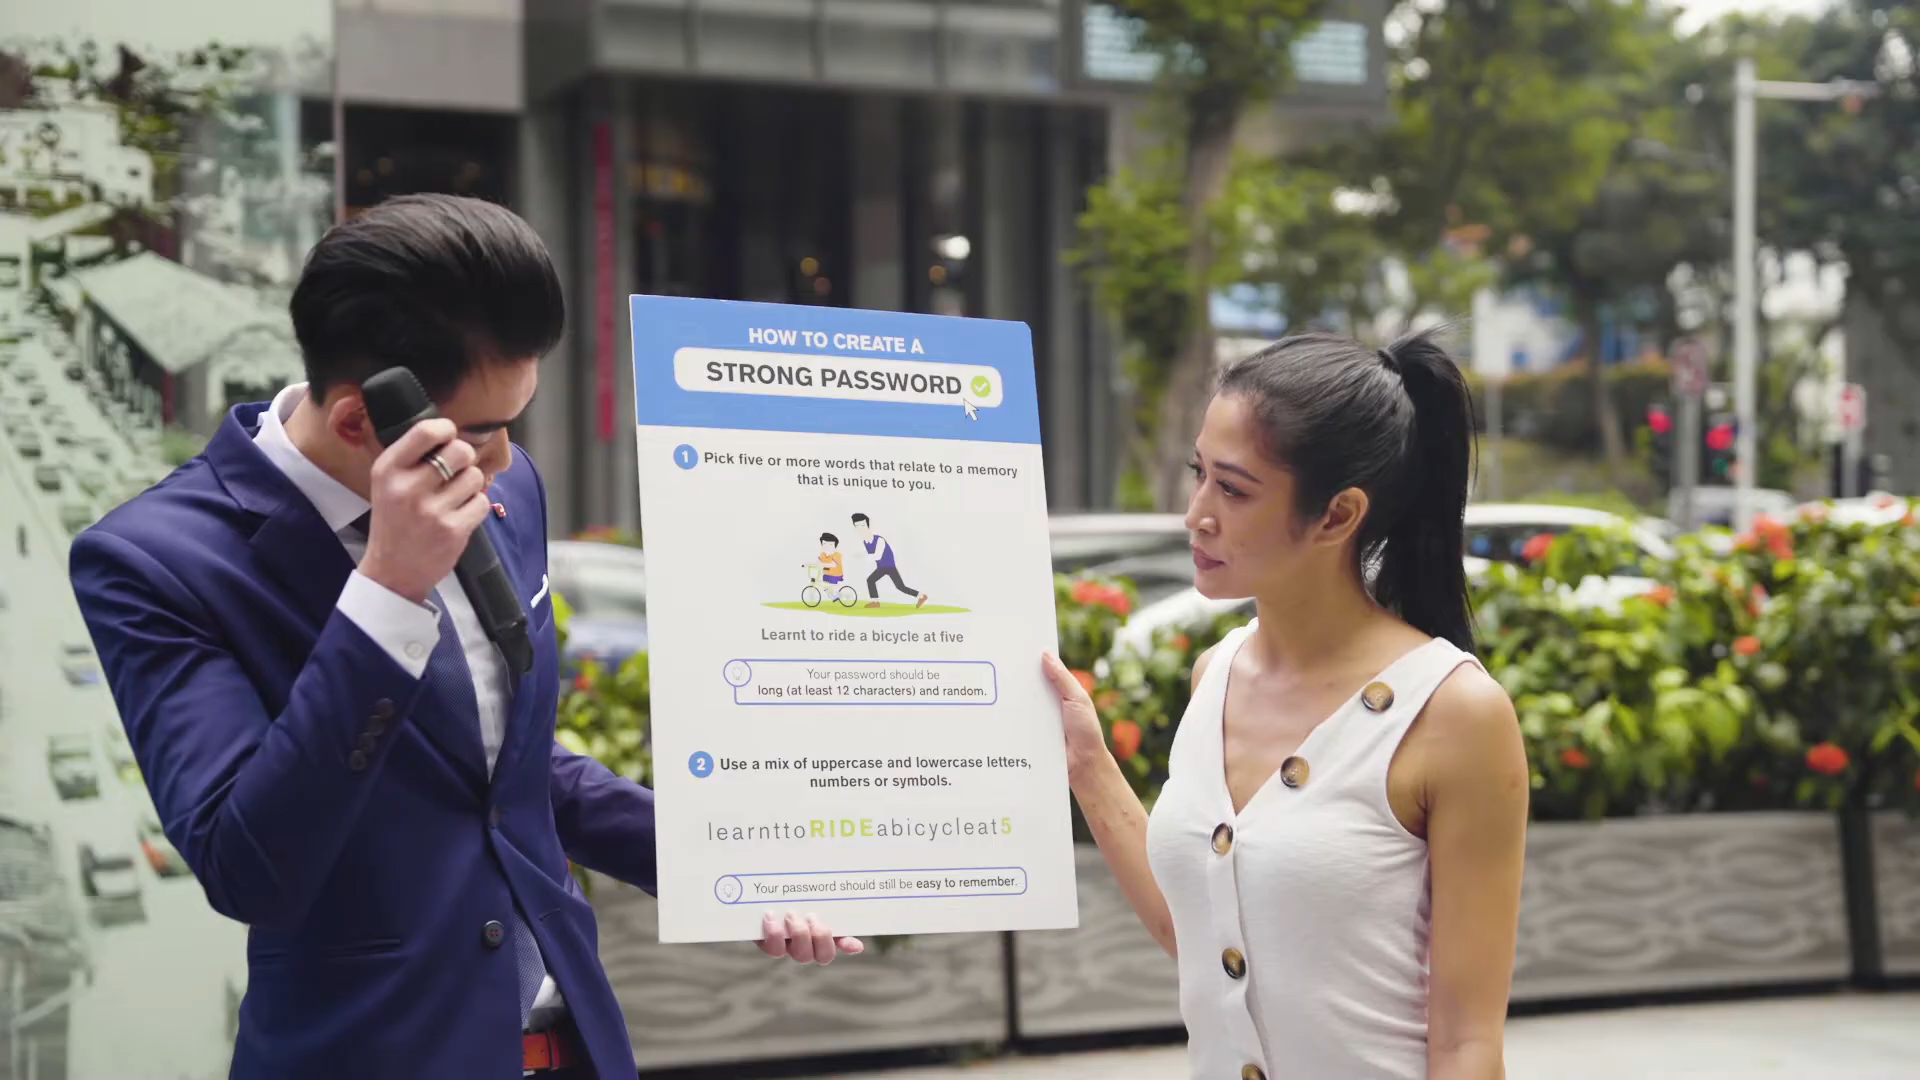 HOW TO CREATE A
STRONG PASSWORD
1 Pick five or more words that relate to a memory
that is unique to you.
Learnt to ride a bicycle at five
Your password should be
long (at least 12 characters) and random.
2 Use a mix of uppercase and lowercase letters,
numbers or symbols.
learnttoRIDEabicycleat5
Your password should still be easy to remember.